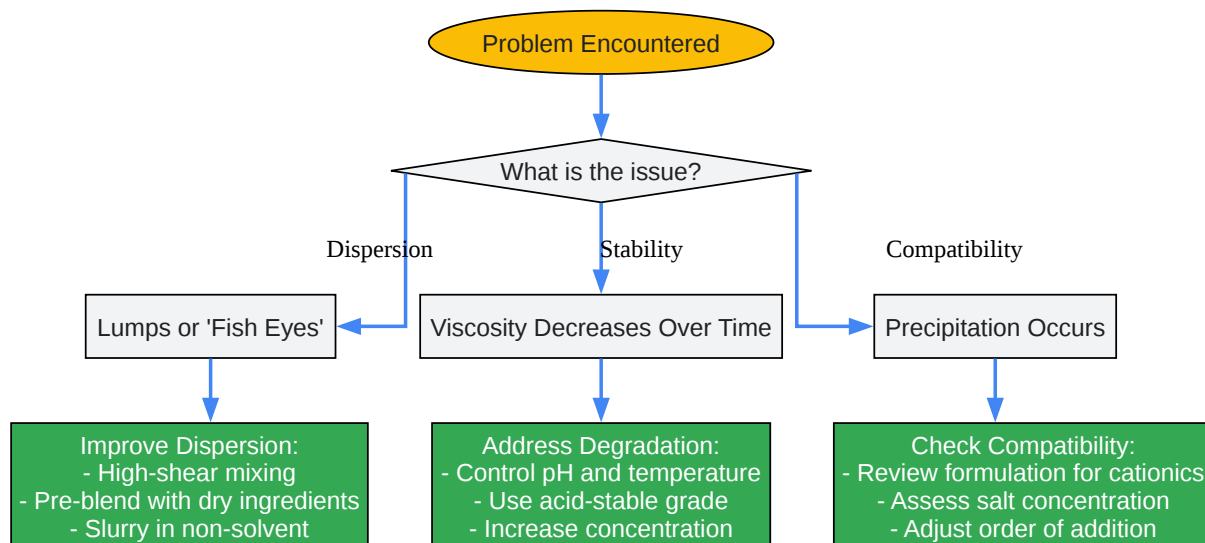 Problem Encountered
What is the issue?
Dispersion
Stability
Compatibility
Lumps or 'Fish Eyes'
Viscosity Decreases Over Time
Precipitation Occurs
Improve Dispersion:
- High-shear mixing
- Pre-blend with dry ingredients
- Slurry in non-solvent
Address Degradation:
- Control pH and temperature
- Use acid-stable grade
- Increase concentration
Check Compatibility:
- Review formulation for cationics
- Assess salt concentration
- Adjust order of addition